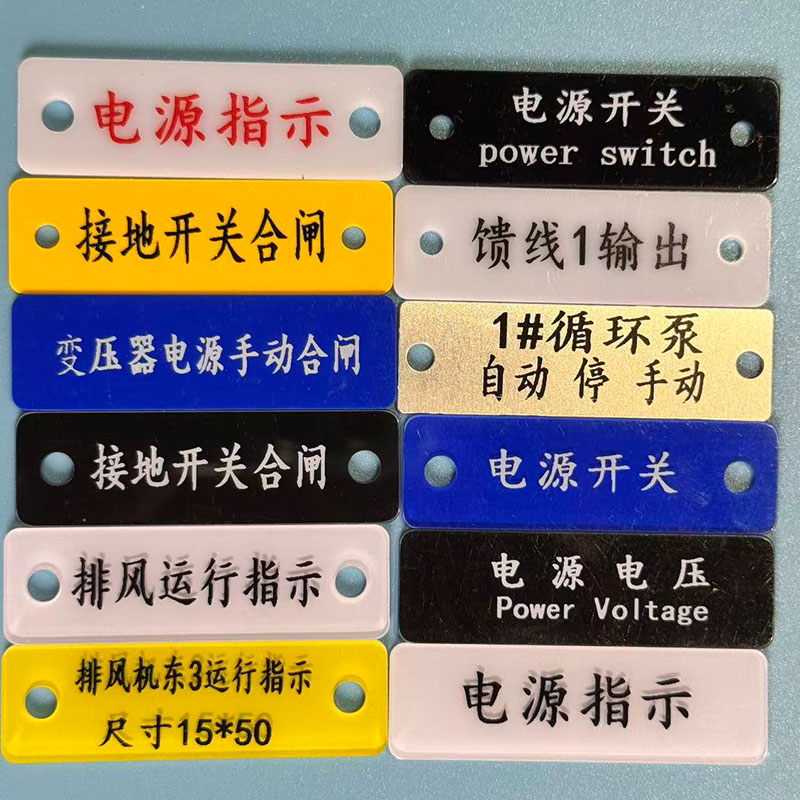 电源指示
电源开关
power switch
接地开关合闸
馈线1输出
变压器电源手动合闸
1#循环泵
自动 停 手动
接地开关合闸
电源开关
排风运行指示
电源电压
Power Voltage
排风机东3运行指示
尺寸15*50
电源指示